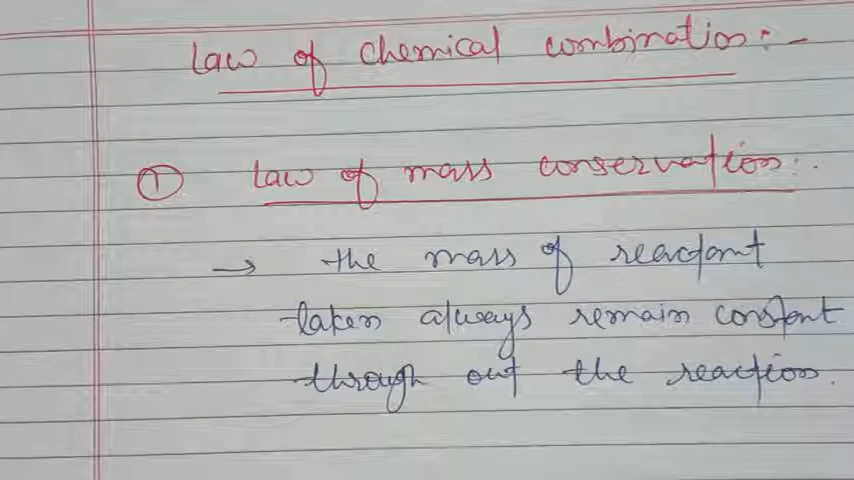 Law of chemical combination:-
① Law of mass conservation:.
→ the mass of reactant
taken always remain constant
through out the reaction.